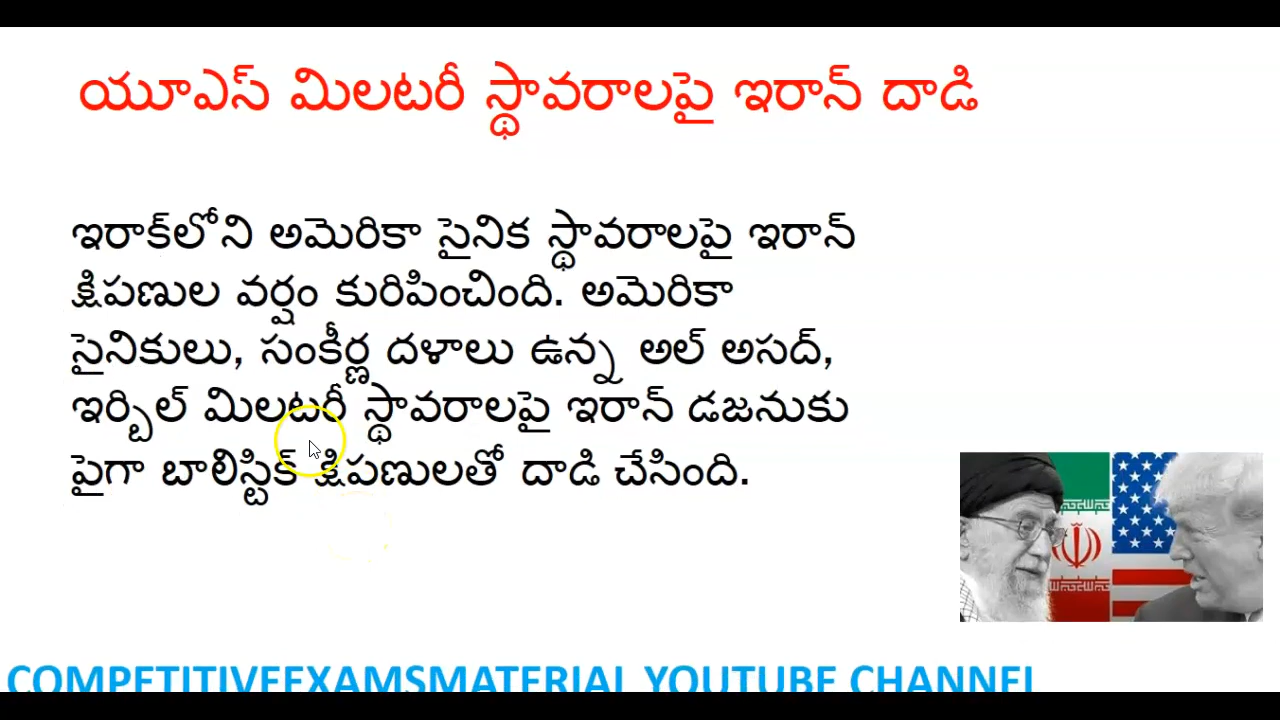 యూఎస్ మిలటరీ స్థావరాలపై ఇరాన్ దాడి
ఇరాక్‌లోని అమెరికా సైనిక స్థావరాలపై ఇరాన్
క్షిపణుల వర్షం కురిపించింది. అమెరికా
సైనికులు, సంకీర్ణ దళాలు ఉన్న అల్ అసద్,
ఇర్బిల్ మిలటరీ స్థావరాలపై ఇరాన్ డజనుకు
పైగా బాలిస్టిక్ క్షిపణులతో దాడి చేసింది.
COMPETITIVEEXAMSMATERIAL YOUTUBE CHANNEL